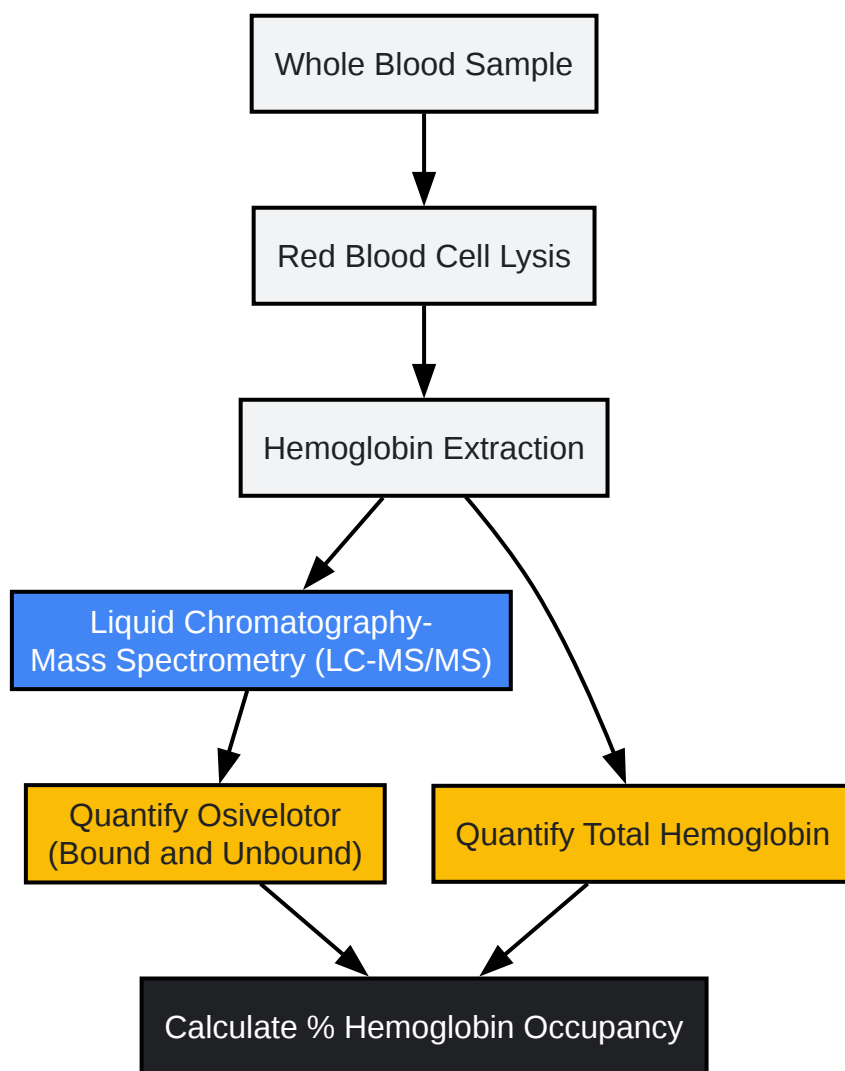 Whole Blood Sample
Red Blood Cell Lysis
Hemoglobin Extraction
Liquid Chromatography-
Mass Spectrometry (LC-MS/MS)
Quantify Osivelotor
(Bound and Unbound)
Quantify Total Hemoglobin
Calculate % Hemoglobin Occupancy